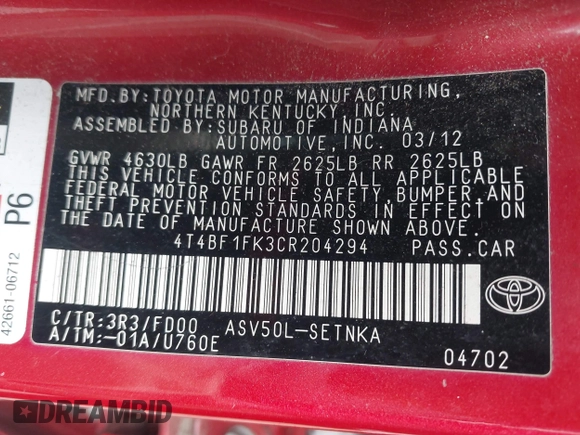 MFD.BY:TOYOTA MOTOR MANUFACTURING,
NORTHERN KENTUCKY, INC.
ASSEMBLED BY:SUBARU OF INDIANA
AUTOMOTIVE,INC. 03/12
GVWR 4630LB GAWR FR 2625LB RR 2625LB
THIS VEHICLE CONFORMS TO ALL APPLICABLE
FEDERAL MOTOR VEHICLE SAFETY,BUMPER,AND
THEFT PREVENTION STANDARDS IN EFFECT ON
THE DATE OF MANUFACTURE SHOWN ABOVE.
4T4BF1FK3CR204294 PASS.CAR
C/TR:3R3/FD00 ASV50L-SETNKA
A/TM:-01A/U760E
TOYOTA
04702
P6
42661-06712
DREAMBID